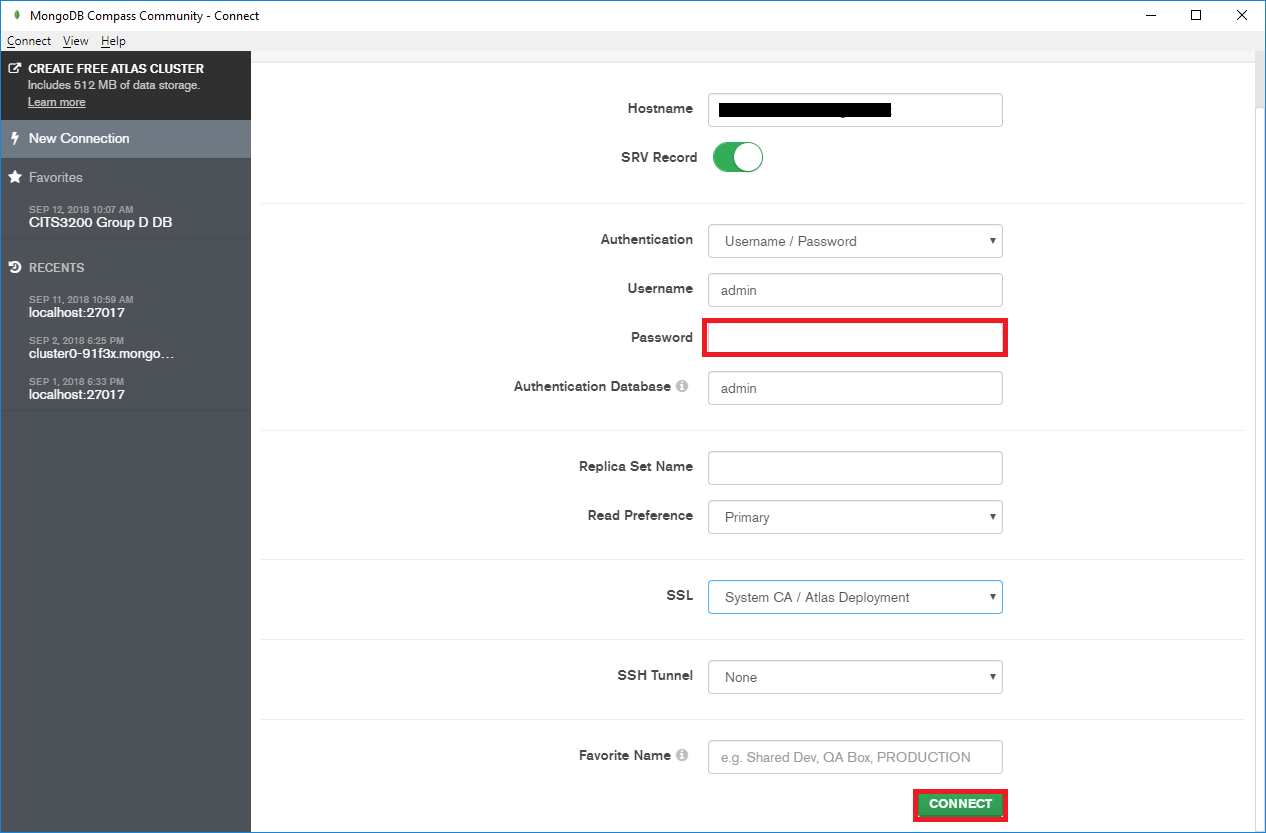 MongoDB Compass Community - Connect
Connect View Help
CREATE FREE ATLAS CLUSTER
Includes 512 MB of data storage.
Learn more
New Connection
Favorites
SEP 12, 2018 10:07 AM
CITS3200 Group D DB
RECENTS
SEP 11, 2018 10:59 AM
localhost:27017
SEP 2, 2018 6:25 PM
cluster0-91f3x.mongo...
SEP 1, 2018 6:33 PM
localhost:27017
Hostname
SRV Record
Authentication Username / Password
Username admin
Password
Authentication Database admin
Replica Set Name
Read Preference Primary
SSL System CA / Atlas Deployment
SSH Tunnel None
Favorite Name e.g. Shared Dev, QA Box, PRODUCTION
CONNECT